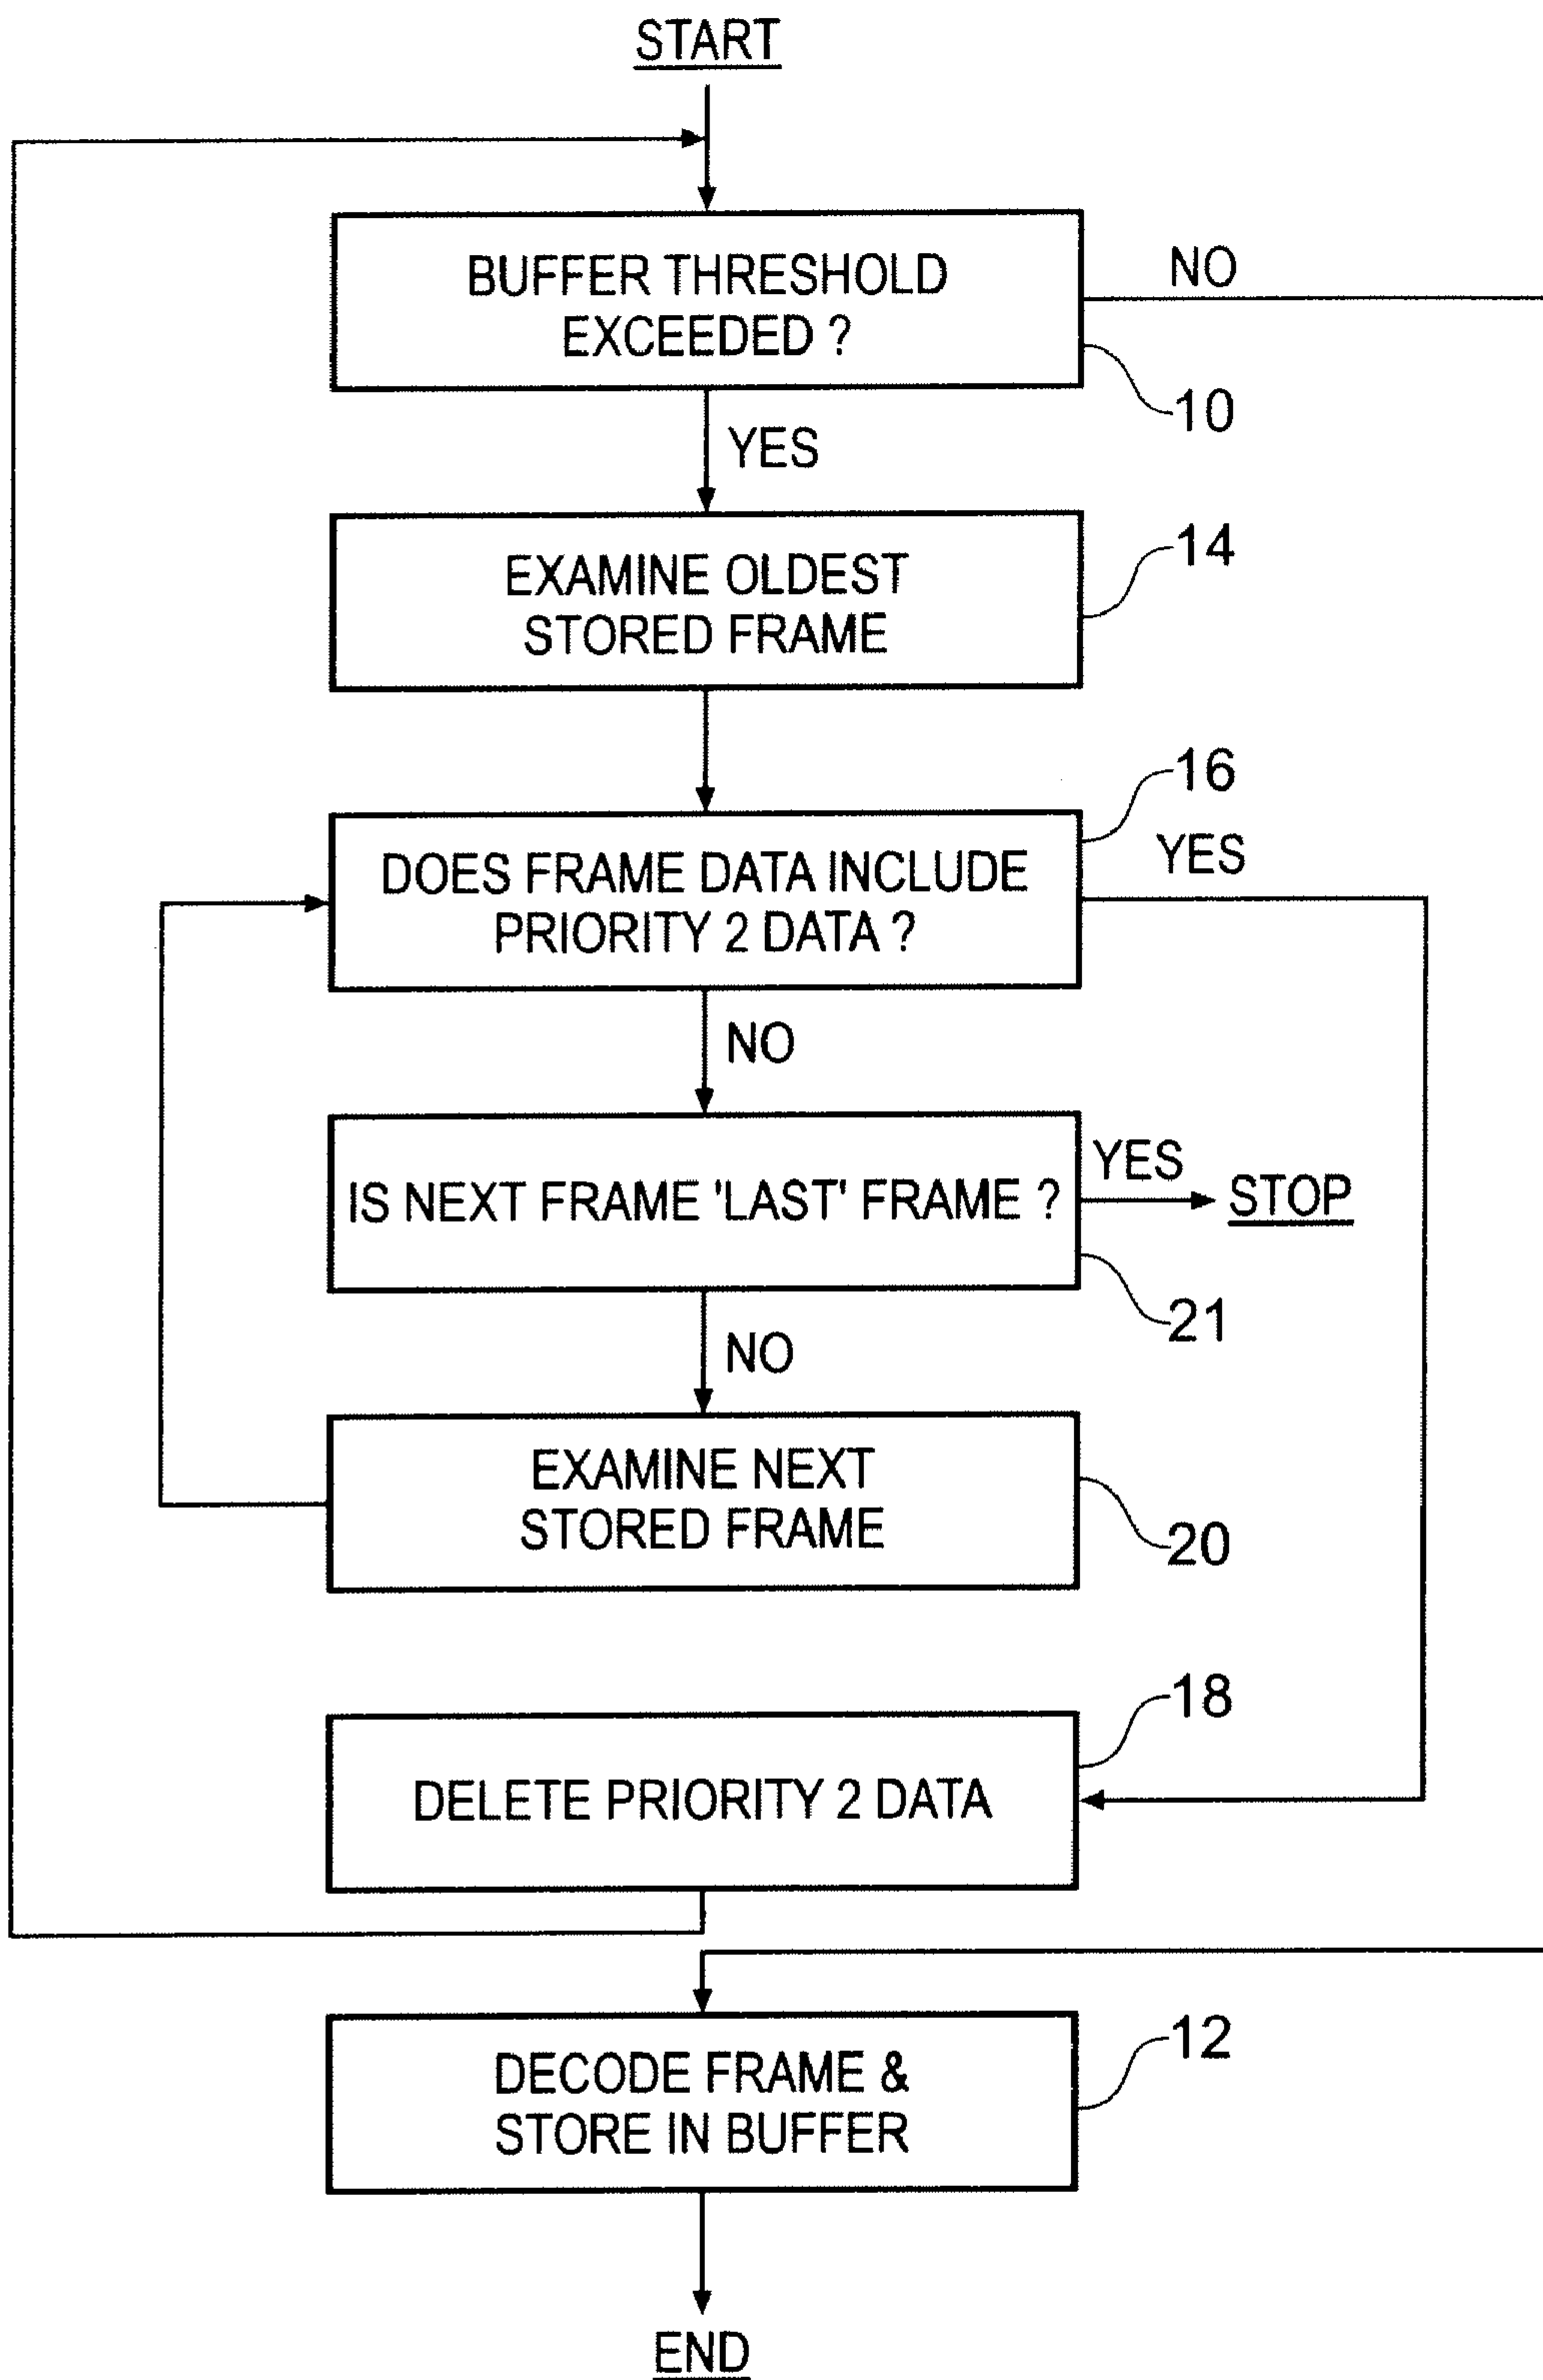 START
BUFFER THRESHOLD
EXCEEDED ?
NO
10
YES
EXAMINE OLDEST
STORED FRAME
14
16
DOES FRAME DATA INCLUDE
PRIORITY 2 DATA ?
YES
NO
IS NEXT FRAME 'LAST' FRAME ?
YES
STOP
21
NO
EXAMINE NEXT
STORED FRAME
20
18
DELETE PRIORITY 2 DATA
12
DECODE FRAME &
STORE IN BUFFER
END